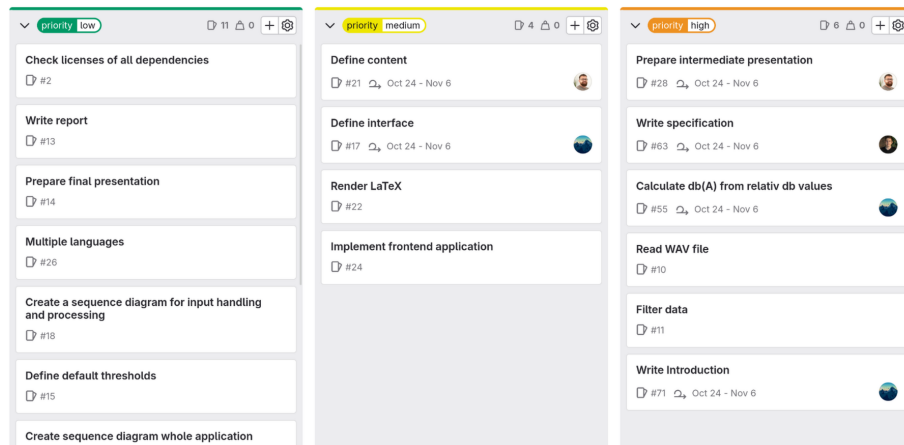 priority low 11 0
Check licenses of all dependencies
#2
Write report
#13
Prepare final presentation
#14
Multiple languages
#26
Create a sequence diagram for input handling
and processing
#18
Define default thresholds
#15
Create sequence diagram whole application
priority medium 4 0
Define content
#21 Oct 24 - Nov 6
Define interface
#17 Oct 24 - Nov 6
Render LaTeX
#22
Implement frontend application
#24
priority high 6 0
Prepare intermediate presentation
#28 Oct 24 - Nov 6
Write specification
#63 Oct 24 - Nov 6
Calculate db(A) from relativ db values
#55 Oct 24 - Nov 6
Read WAV file
#10
Filter data
#11
Write Introduction
#71 Oct 24 - Nov 6